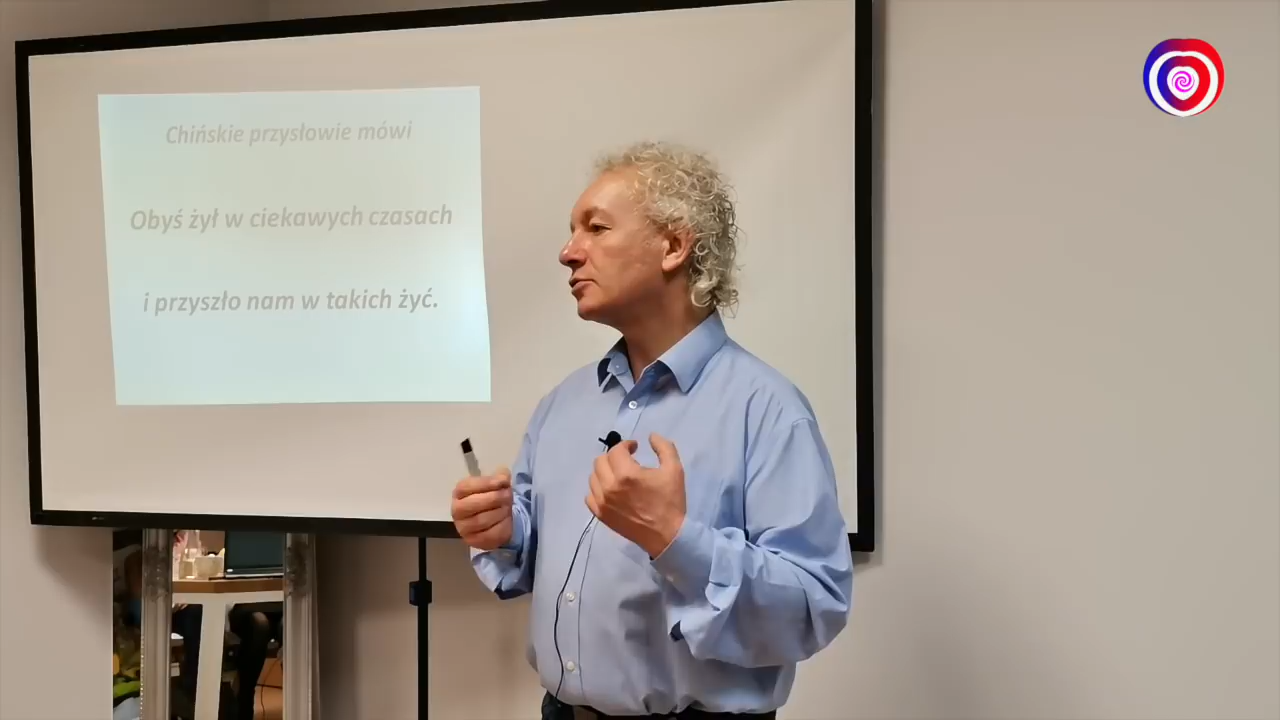 Chińskie przysłowie mówi
Obyś żył w ciekawych czasach
i przyszło nam w takich żyć.